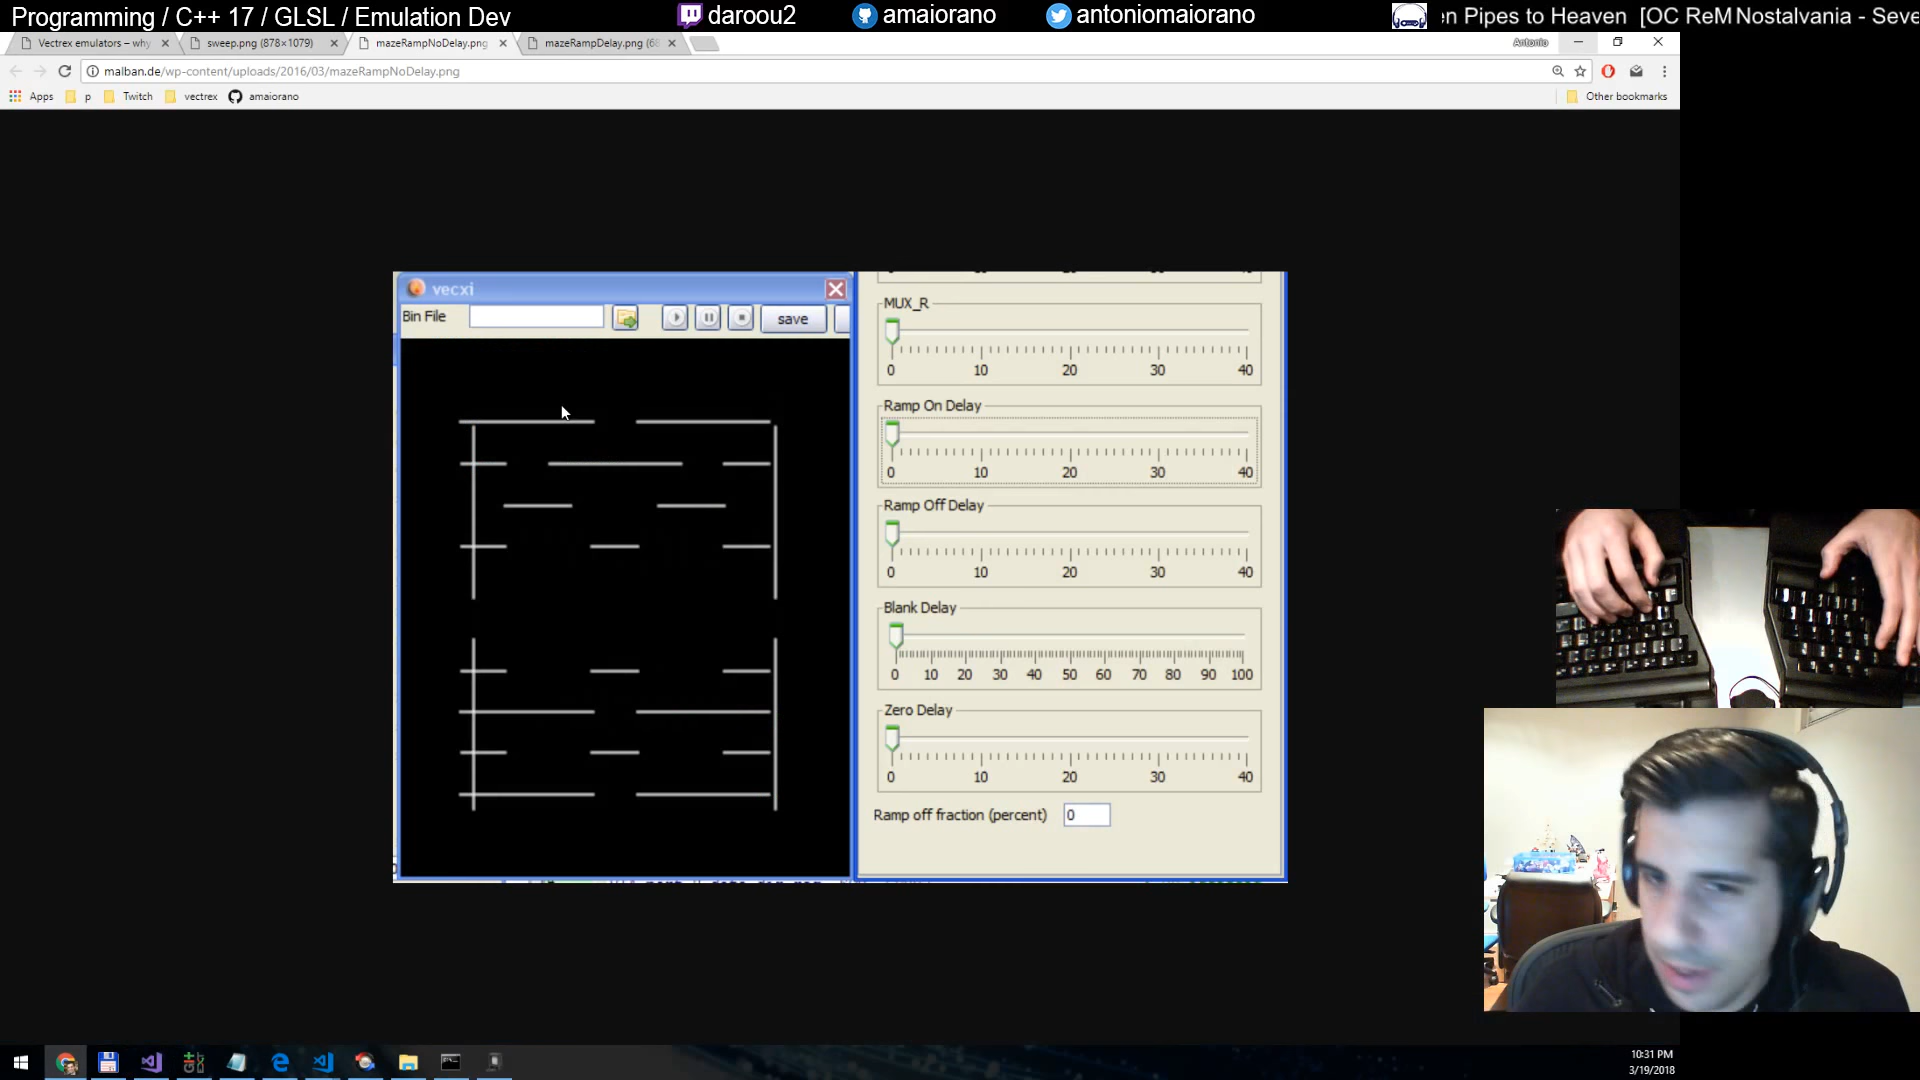 Programming / C++ 17 / GLSL / Emulation Dev
daroou2
amaiorano
antoniomaiorano
en Pipes to Heaven [OC ReM Nostalvania - Seve
Vectrex emulators – why
sweep.png (878×1079)
mazeRampNoDelay.png
mazeRampDelay.png (68
Antonio
malban.de/wp-content/uploads/2016/03/mazeRampNoDelay.png
Apps
p
Twitch
vectrex
amaiorano
Other bookmarks
vecxi
Bin File
save
MUX_R
0 10 20 30 40
Ramp On Delay
0 10 20 30 40
Ramp Off Delay
0 10 20 30 40
Blank Delay
0 10 20 30 40 50 60 70 80 90 100
Zero Delay
0 10 20 30 40
Ramp off fraction (percent)
0
10:31 PM
3/19/2018